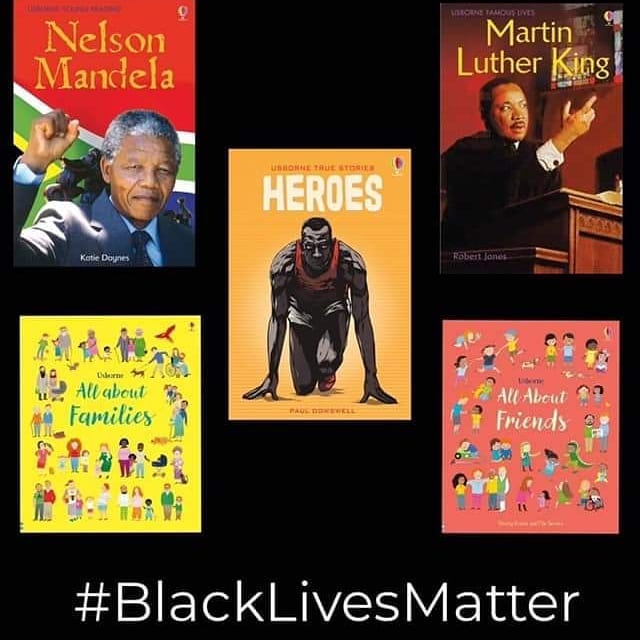 USBORNE YOUNG READING
Nelson
Mandela
Katie Daynes
USBORNE FAMOUS LIVES
Martin
Luther King
Robert Jones
USBORNE TRUE STORIES
HEROES
PAUL DOWSWELL
Usborne
All about
Families
Usborne
All About
Friends
#BlackLivesMatter